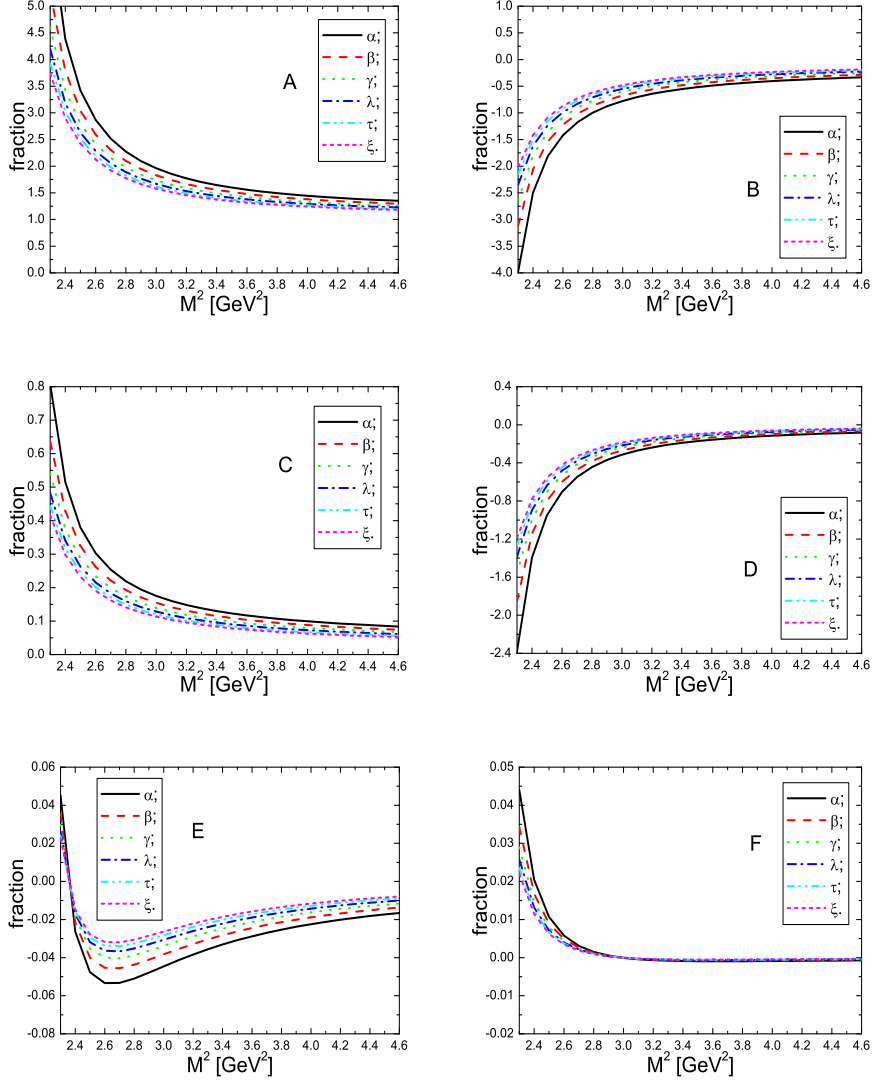 5.0
4.5
4.0
3.5
3.0
2.5
2.0
1.5
1.0
0.5
0.0
fraction
A
α;
β;
γ;
λ;
τ;
ξ.
2.4 2.6 2.8 3.0 3.2 3.4 3.6 3.8 4.0 4.2 4.4 4.6
M² [GeV²]
1.0
0.5
0.0
-0.5
-1.0
-1.5
-2.0
-2.5
-3.0
-3.5
-4.0
fraction
B
α;
β;
γ;
λ;
τ;
ξ.
2.4 2.6 2.8 3.0 3.2 3.4 3.6 3.8 4.0 4.2 4.4 4.6
M² [GeV²]
0.8
0.7
0.6
0.5
0.4
0.3
0.2
0.1
0.0
fraction
C
α;
β;
γ;
λ;
τ;
ξ.
2.4 2.6 2.8 3.0 3.2 3.4 3.6 3.8 4.0 4.2 4.4 4.6
M² [GeV²]
0.4
0.0
-0.4
-0.8
-1.2
-1.6
-2.0
-2.4
fraction
D
α;
β;
γ;
λ;
τ;
ξ.
2.4 2.6 2.8 3.0 3.2 3.4 3.6 3.8 4.0 4.2 4.4 4.6
M² [GeV²]
0.06
0.04
0.02
0.00
-0.02
-0.04
-0.06
-0.08
fraction
E
α;
β;
γ;
λ;
τ;
ξ.
2.4 2.6 2.8 3.0 3.2 3.4 3.6 3.8 4.0 4.2 4.4 4.6
M² [GeV²]
0.05
0.04
0.03
0.02
0.01
0.00
-0.01
-0.02
fraction
F
α;
β;
γ;
λ;
τ;
ξ.
2.4 2.6 2.8 3.0 3.2 3.4 3.6 3.8 4.0 4.2 4.4 4.6
M² [GeV²]